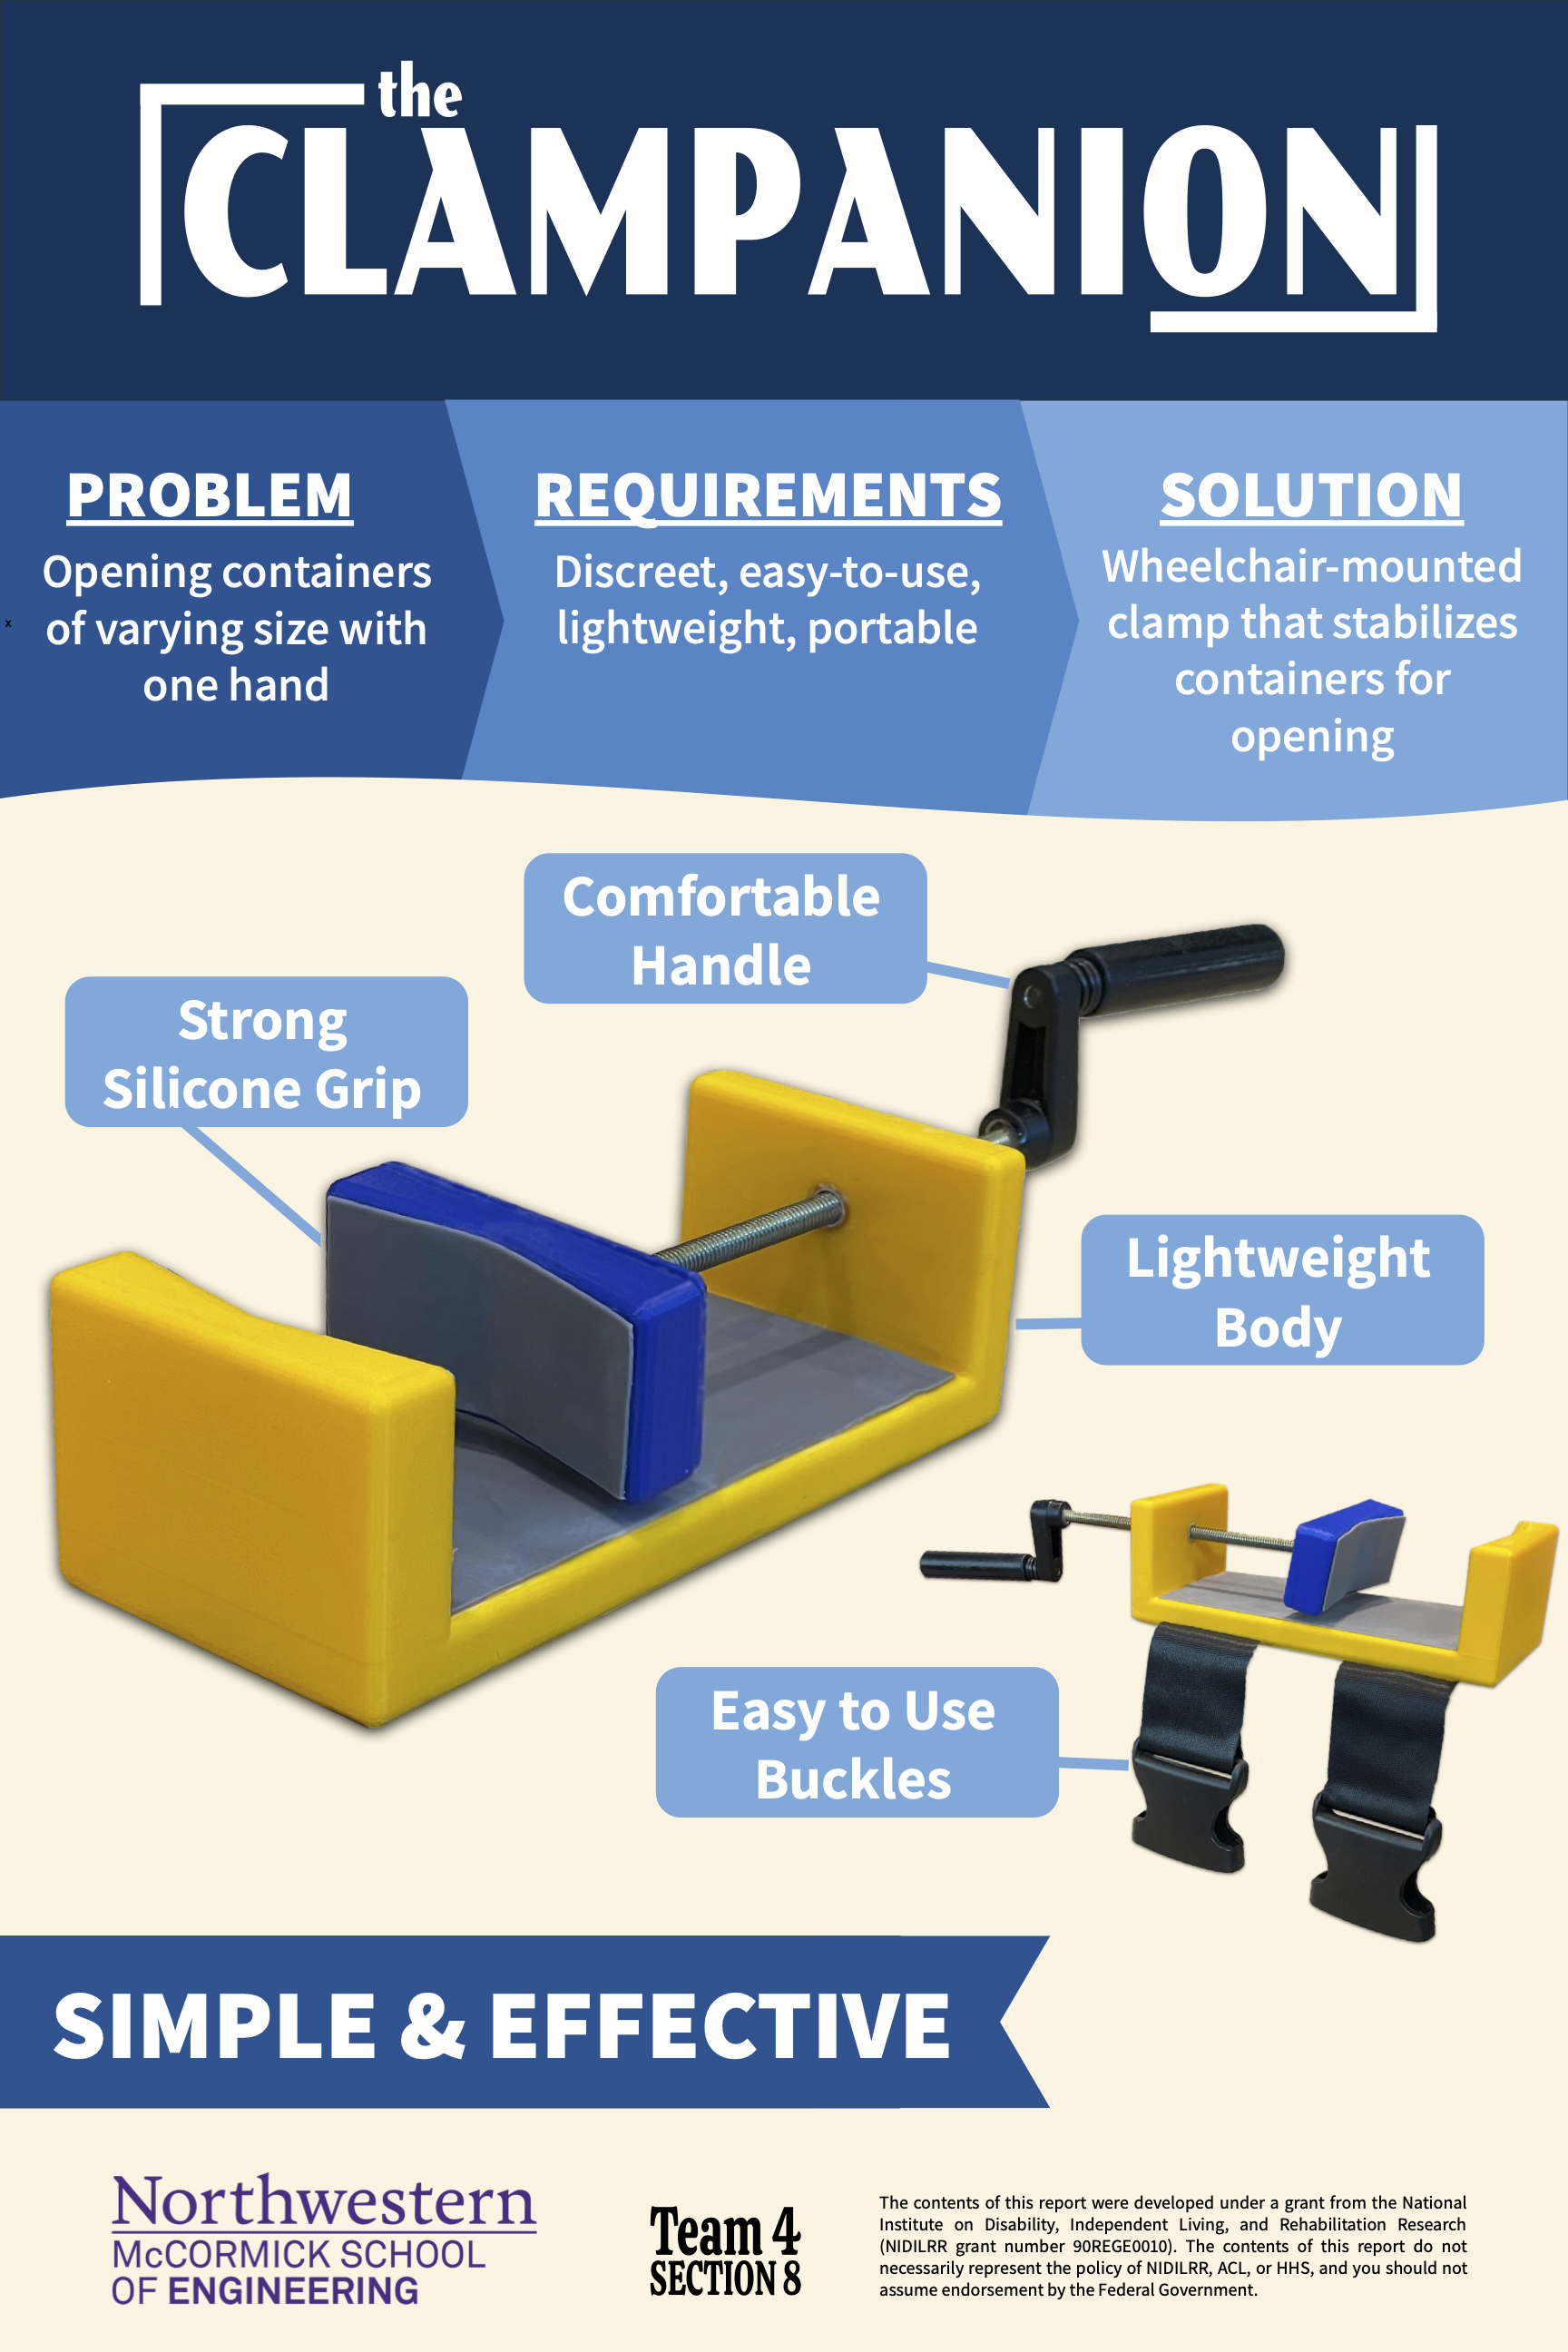 the
CLAMPANION
PROBLEM
Opening containers
of varying size with
one hand
x
REQUIREMENTS
Discreet, easy-to-use,
lightweight, portable
SOLUTION
Wheelchair-mounted
clamp that stabilizes
containers for
opening
Comfortable
Handle
Strong
Silicone Grip
Lightweight
Body
Easy to Use
Buckles
SIMPLE & EFFECTIVE
Northwestern
McCORMICK SCHOOL
OF ENGINEERING
Team 4
SECTION 8
The contents of this report were developed under a grant from the National
Institute on Disability, Independent Living, and Rehabilitation Research
(NIDILRR grant number 90REGE0010). The contents of this report do not
necessarily represent the policy of NIDILRR, ACL, or HHS, and you should not
assume endorsement by the Federal Government.